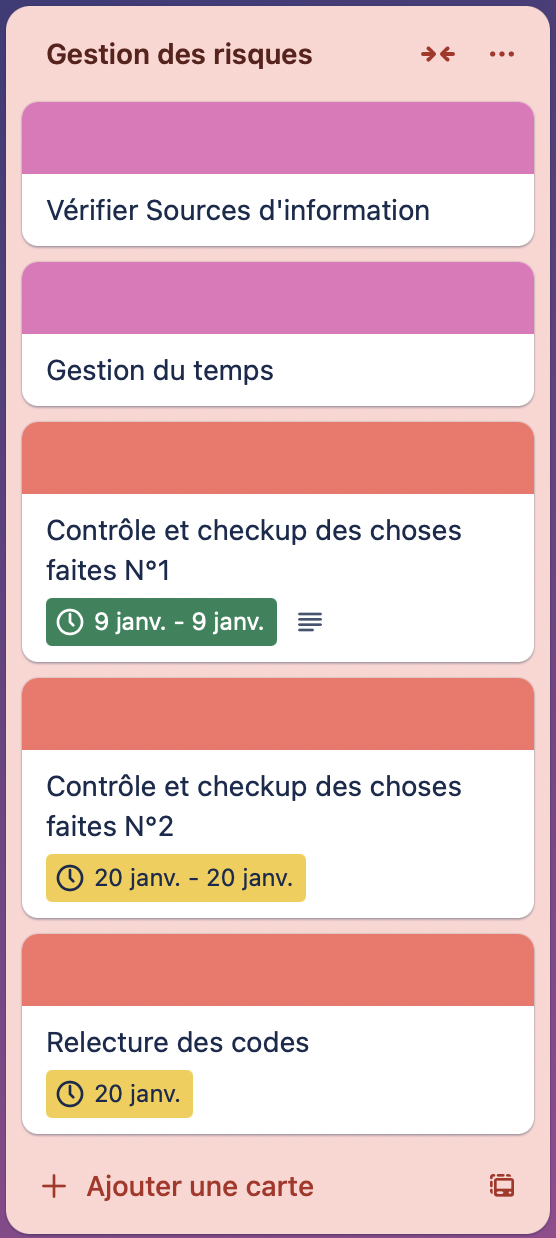 Gestion des risques
Vérifier Sources d'information
Gestion du temps
Contrôle et checkup des choses
faites N°1
9 janv. - 9 janv.
Contrôle et checkup des choses
faites N°2
20 janv. - 20 janv.
Relecture des codes
20 janv.
Ajouter une carte